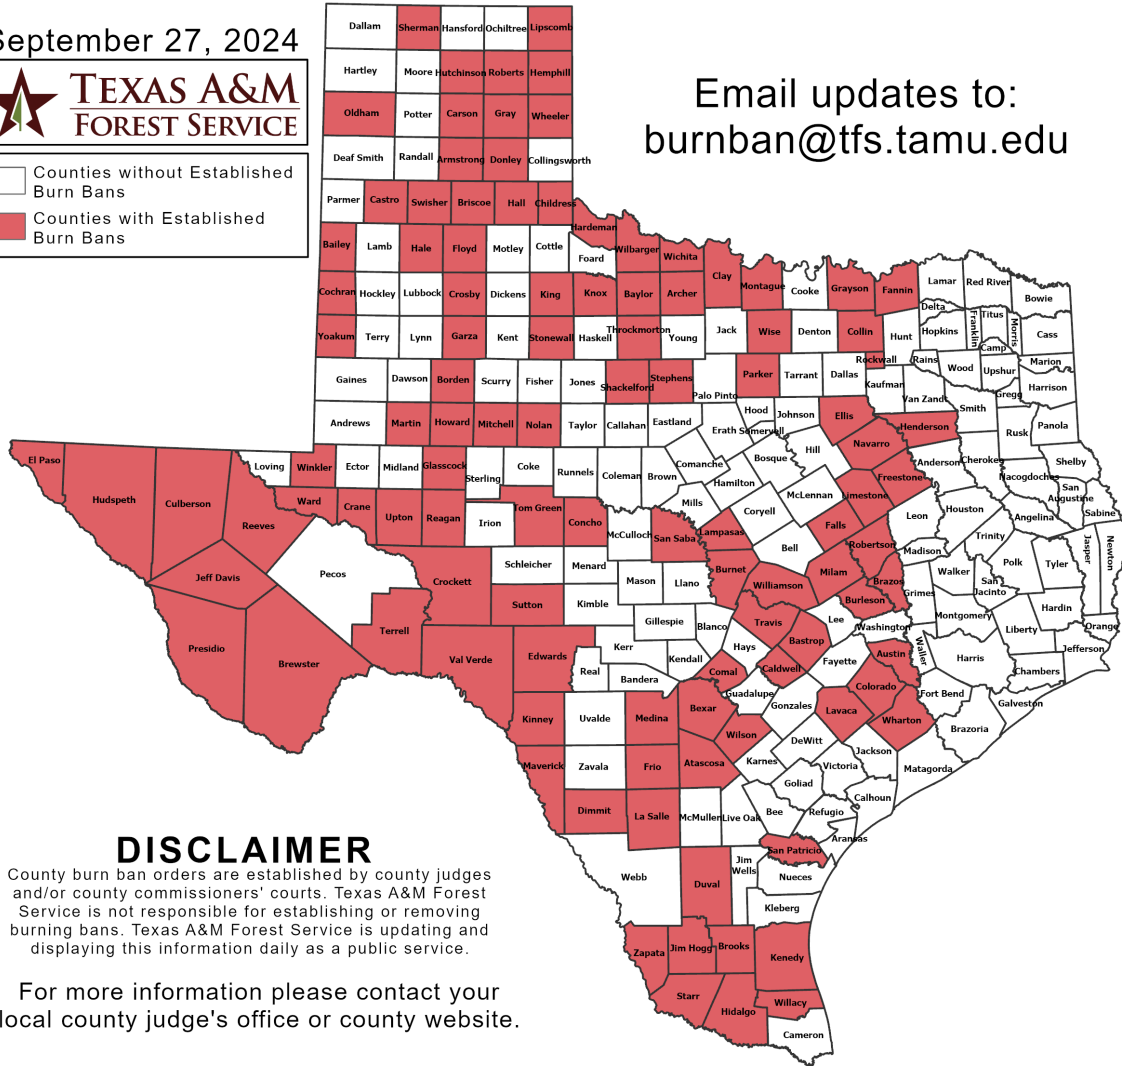 September 27, 2024
TEXAS A&M
FOREST SERVICE
Counties without Established
Burn Bans
Counties with Established
Burn Bans
Email updates to:
burnban@tfs.tamu.edu
Dallam Sherman Hansford Ochiltree Lipscomb
Hartley Moore Hutchinson Roberts Hemphill
Oldham Potter Carson Gray Wheeler
Deaf Smith Randall Armstrong Donley Collingsworth
Parmer Castro Swisher Briscoe Hall Childress
Hardeman
Bailey Lamb Hale Floyd Motley Cottle Foard Wilbarger Wichita
Clay Montague Cooke Grayson Fannin Lamar Red River Bowie
Cochran Hockley Lubbock Crosby Dickens King Knox Baylor Archer
Delta Franklin Titus Morris Cass
Yoakum Terry Lynn Garza Kent Stonewall Haskell Throckmorton Young Jack Wise Denton Collin Hunt Hopkins Camp
Rockwall Rains Wood Upshur Marion
Gaines Dawson Borden Scurry Fisher Jones Shackelford Stephens Palo Pinto Parker Tarrant Dallas Kaufman Van Zandt Gregg Harrison
Smith
Andrews Martin Howard Mitchell Nolan Taylor Callahan Eastland Erath Hood Somervell Johnson Ellis Henderson Rusk Panola
Hill Navarro
El Paso Hudspeth Culberson Reeves Loving Winkler Ector Midland Glasscock Sterling Coke Runnels Coleman Brown Comanche Bosque Hamilton Anderson Cherokee Shelby
Freestone Nacogdoches San
Augustine
Ward Crane Upton Reagan Irion Tom Green Concho McCulloch San Saba Mills Lampasas Coryell McLennan Limestone Falls Leon Houston Angelina Sabine
Bell Robertson Madison Trinity Polk Tyler Jasper Newton
Jeff Davis Pecos Crockett Schleicher Menard Mason Llano Burnet Williamson Milam Brazos Grimes Walker San
Jacinto
Sutton Kimble Gillespie Blanco Travis Burleson Lee Washington Montgomery Hardin Orange
Liberty
Presidio Brewster Terrell Val Verde Edwards Kerr Real Bandera Kendall Hays Bastrop Fayette Austin Waller Harris Jefferson
Chambers
Comal Caldwell Guadalupe Gonzales Colorado Fort Bend Galveston
Kinney Uvalde Medina Bexar Wilson Lavaca Wharton Brazoria
DeWitt Jackson
Maverick Zavala Frio Atascosa Karnes Victoria Matagorda
Goliad Calhoun
Dimmit La Salle McMullen Live Oak Bee Refugio
Aransas
San Patricio
Webb Duval Jim
Wells Nueces
Kleberg
Zapata Jim Hogg Brooks Kenedy
Starr Hidalgo Willacy
Cameron
DISCLAIMER
County burn ban orders are established by county judges
and/or county commissioners' courts. Texas A&M Forest
Service is not responsible for establishing or removing
burning bans. Texas A&M Forest Service is updating and
displaying this information daily as a public service.
For more information please contact your
local county judge's office or county website.